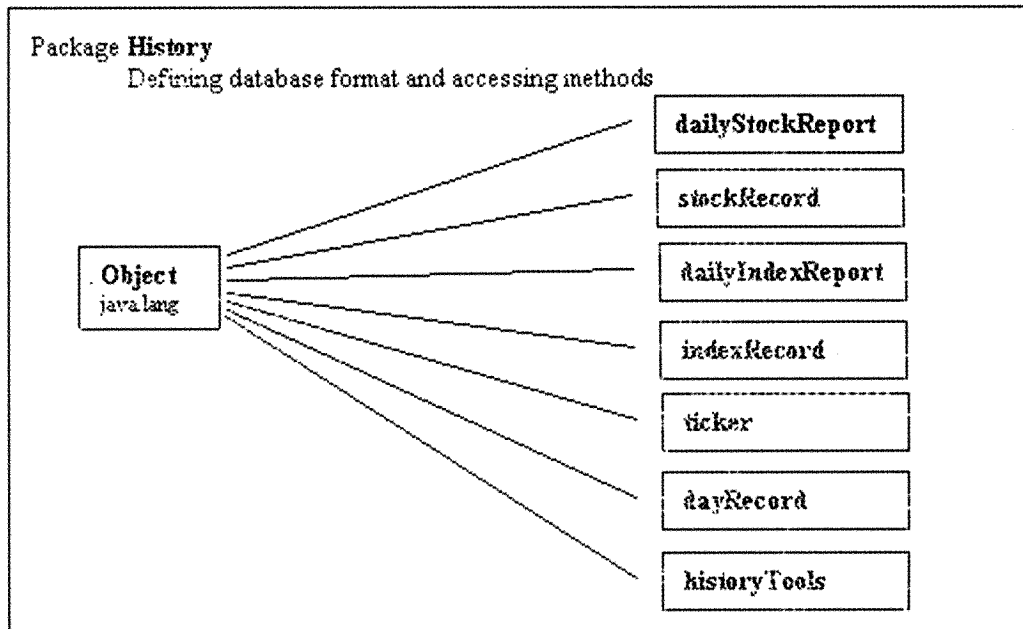 Package History
Defining database format and accessing methods
dailyStockReport
stockRecord
Object
java.lang
dailyIndexReport
indexRecord
ticker
dayRecord
historyTools